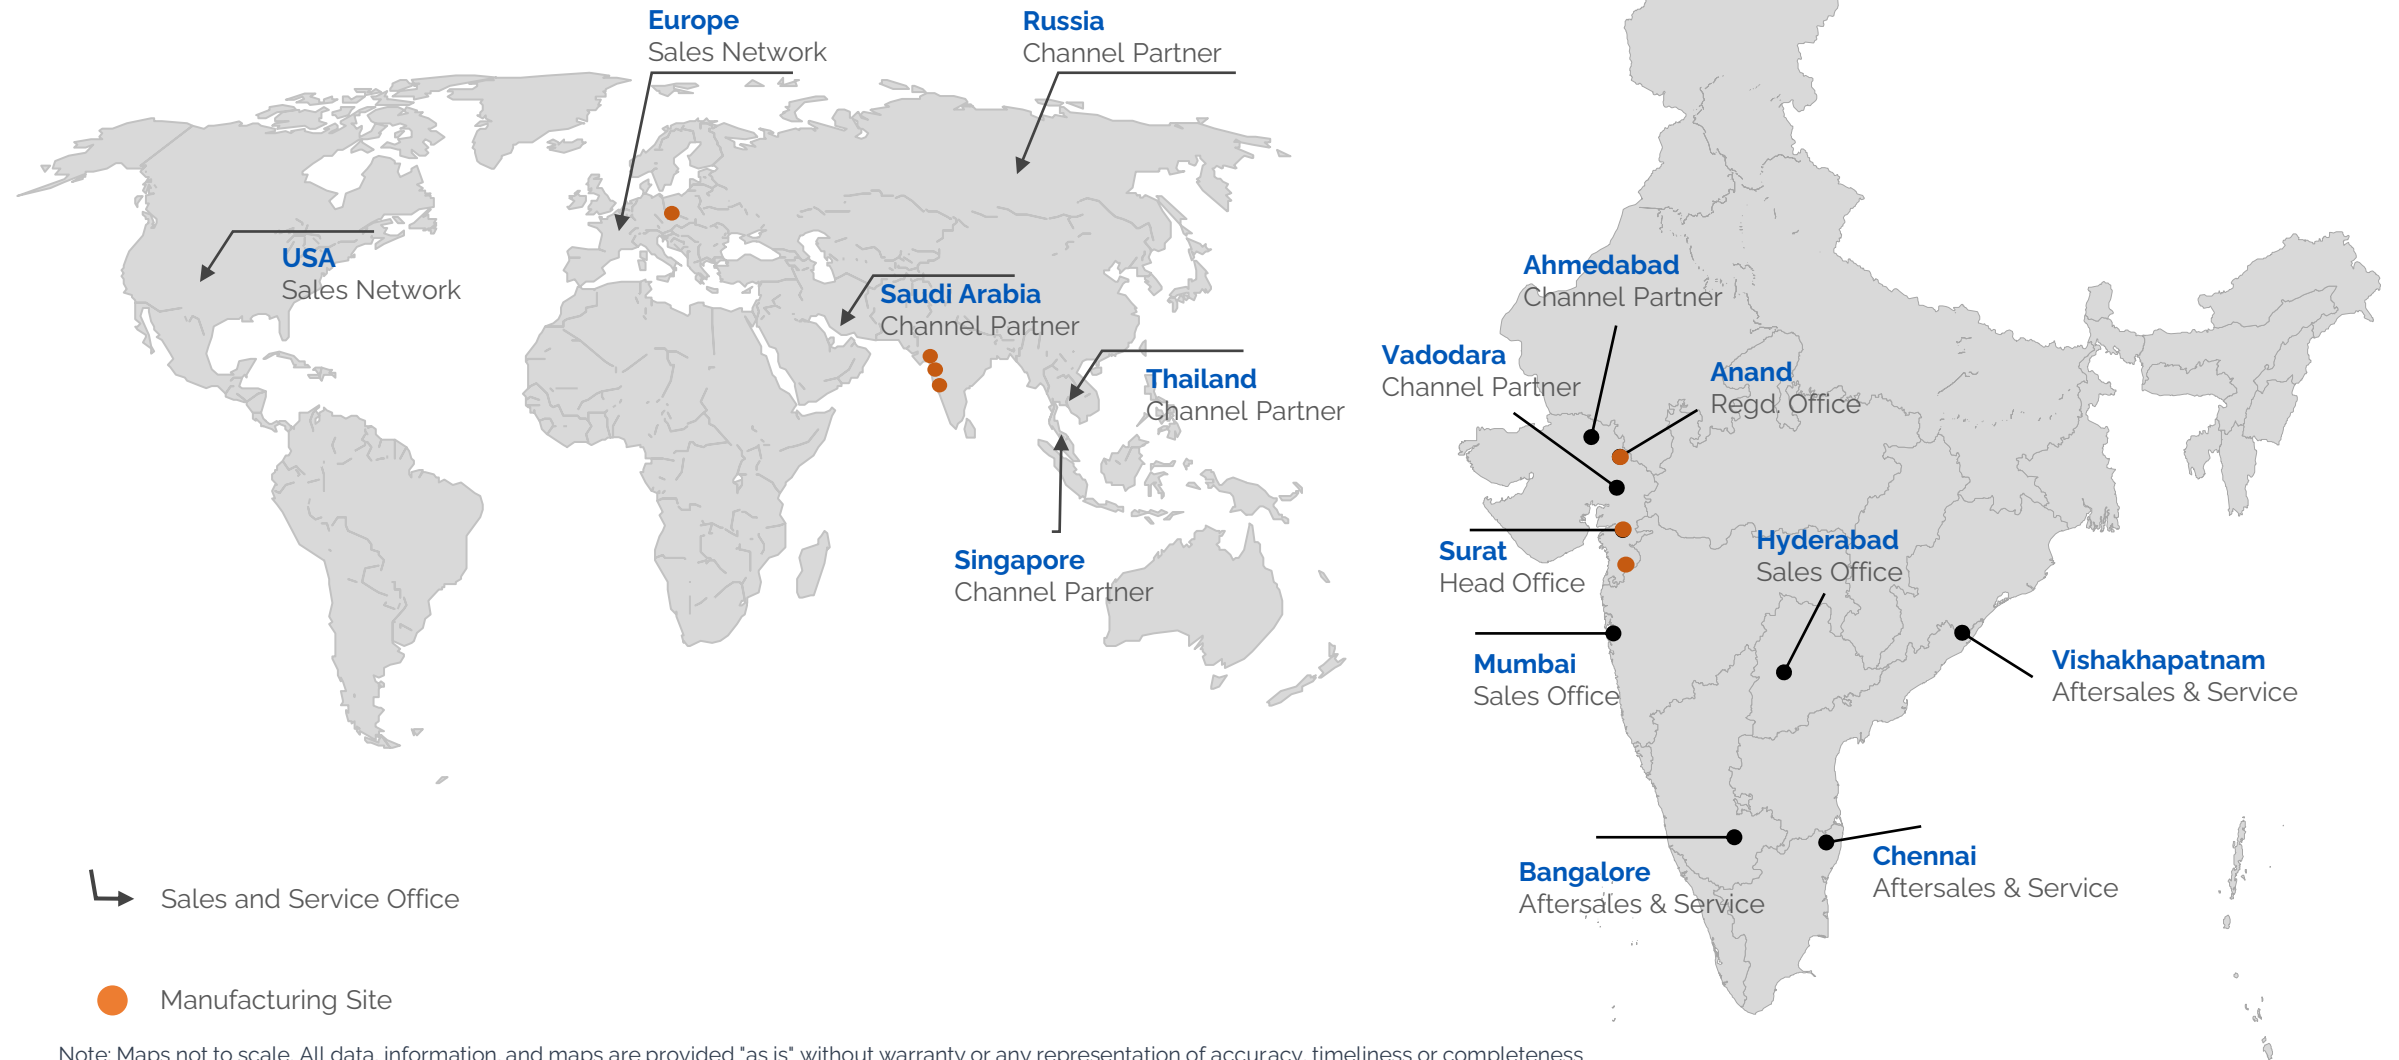 Europe
Sales Network
Russia
Channel Partner
USA
Sales Network
Saudi Arabia
Channel Partner
Thailand
Channel Partner
Singapore
Channel Partner
Ahmedabad
Channel Partner
Vadodara
Channel Partner
Anand
Regd. Office
Surat
Head Office
Hyderabad
Sales Office
Mumbai
Sales Office
Vishakhapatnam
Aftersales & Service
Bangalore
Aftersales & Service
Chennai
Aftersales & Service
Sales and Service Office
Manufacturing Site
Note: Maps not to scale. All data, information, and maps are provided "as is" without warranty or any representation of accuracy, timeliness or completeness